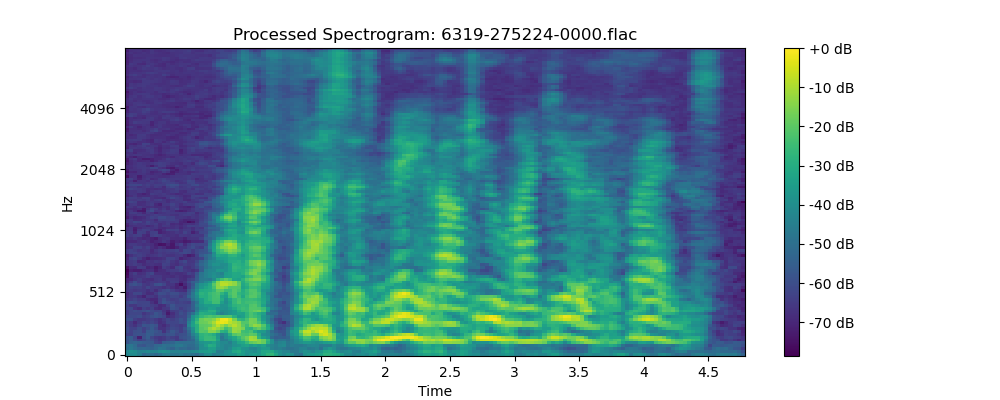 Processed Spectrogram: 6319-275224-0000.flac
Hz
4096
2048
1024
512
0
0 0.5 1 1.5 2 2.5 3 3.5 4 4.5
Time
+0 dB
-10 dB
-20 dB
-30 dB
-40 dB
-50 dB
-60 dB
-70 dB